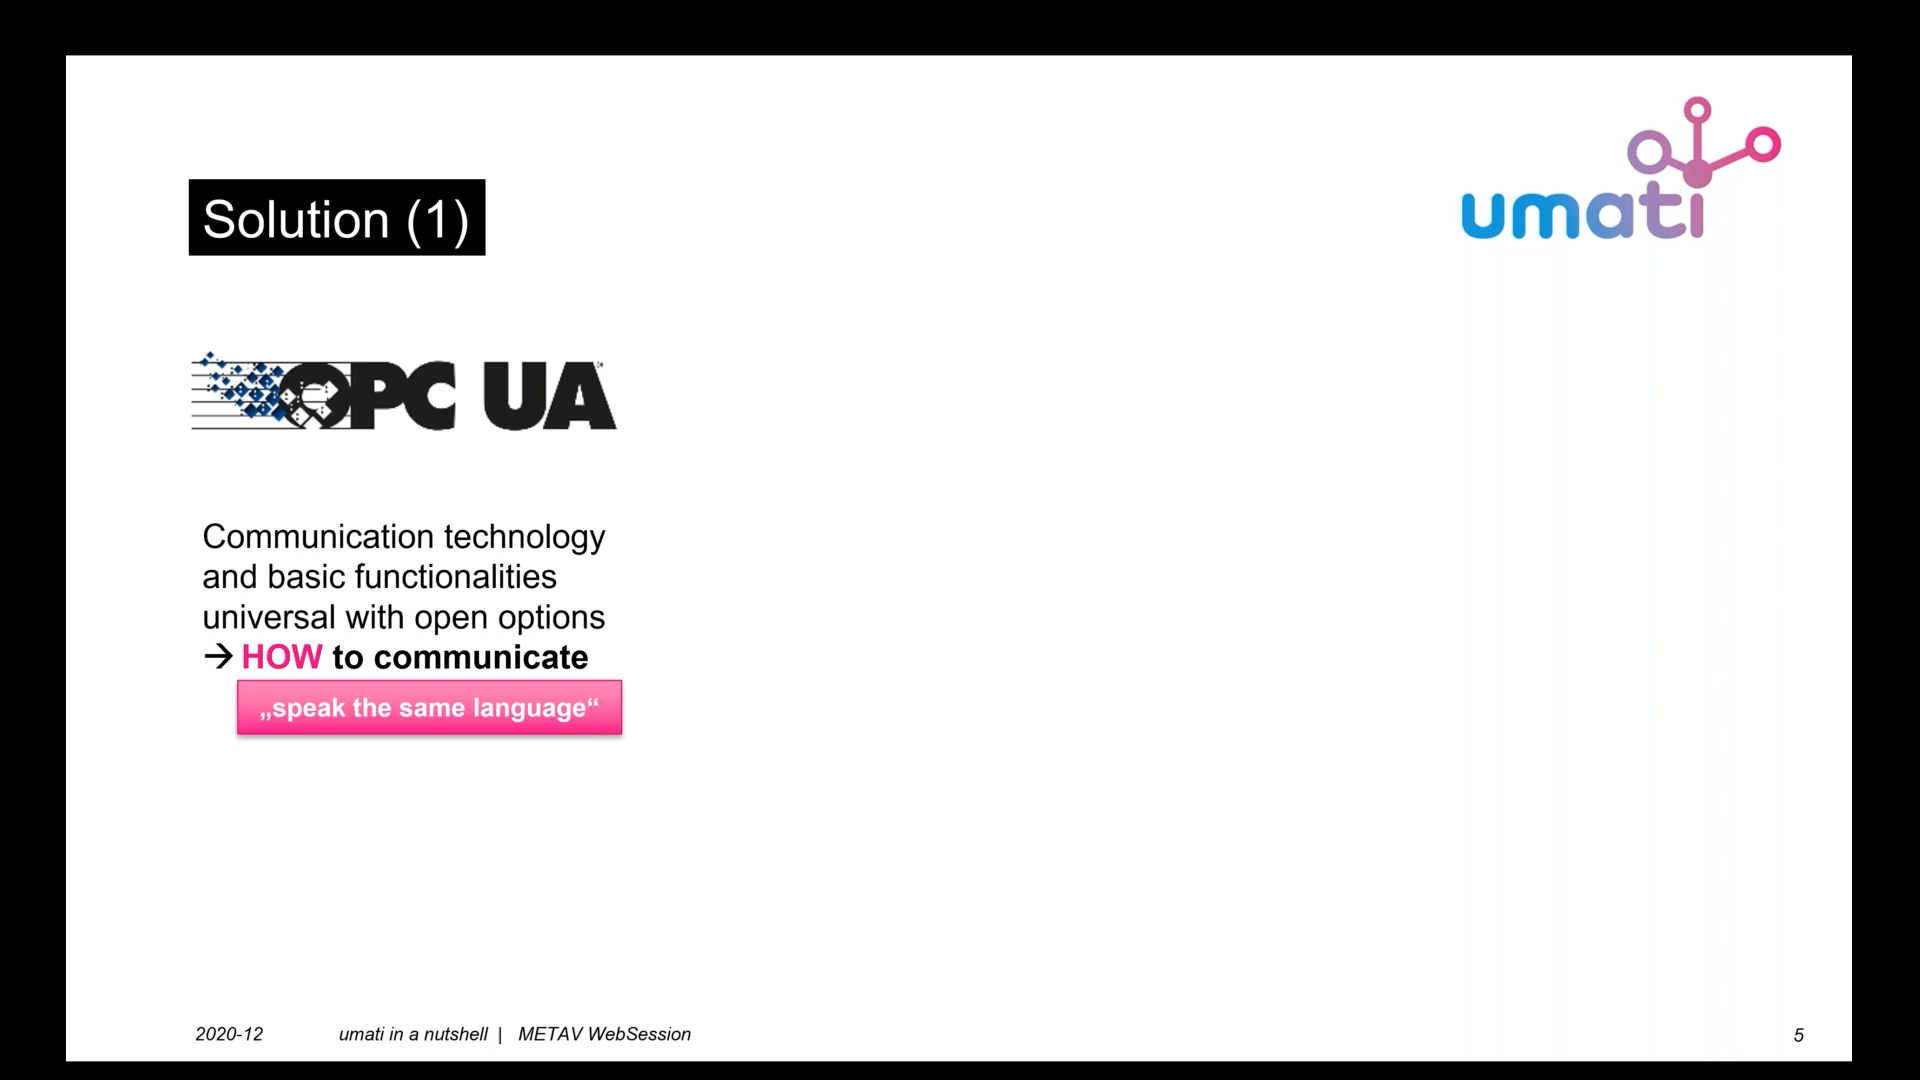 umati
Solution (1)
OPC UA
Communication technology
and basic functionalities
universal with open options
→ HOW to communicate
„speak the same language“
2020-12 umati in a nutshell | METAV WebSession 5